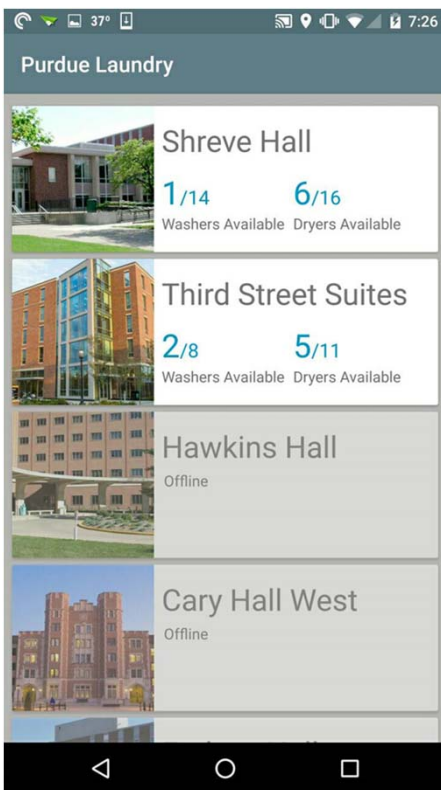 37° 7:26
Purdue Laundry
Shreve Hall
1/14 6/16
Washers Available Dryers Available
Third Street Suites
2/8 5/11
Washers Available Dryers Available
Hawkins Hall
Offline
Cary Hall West
Offline